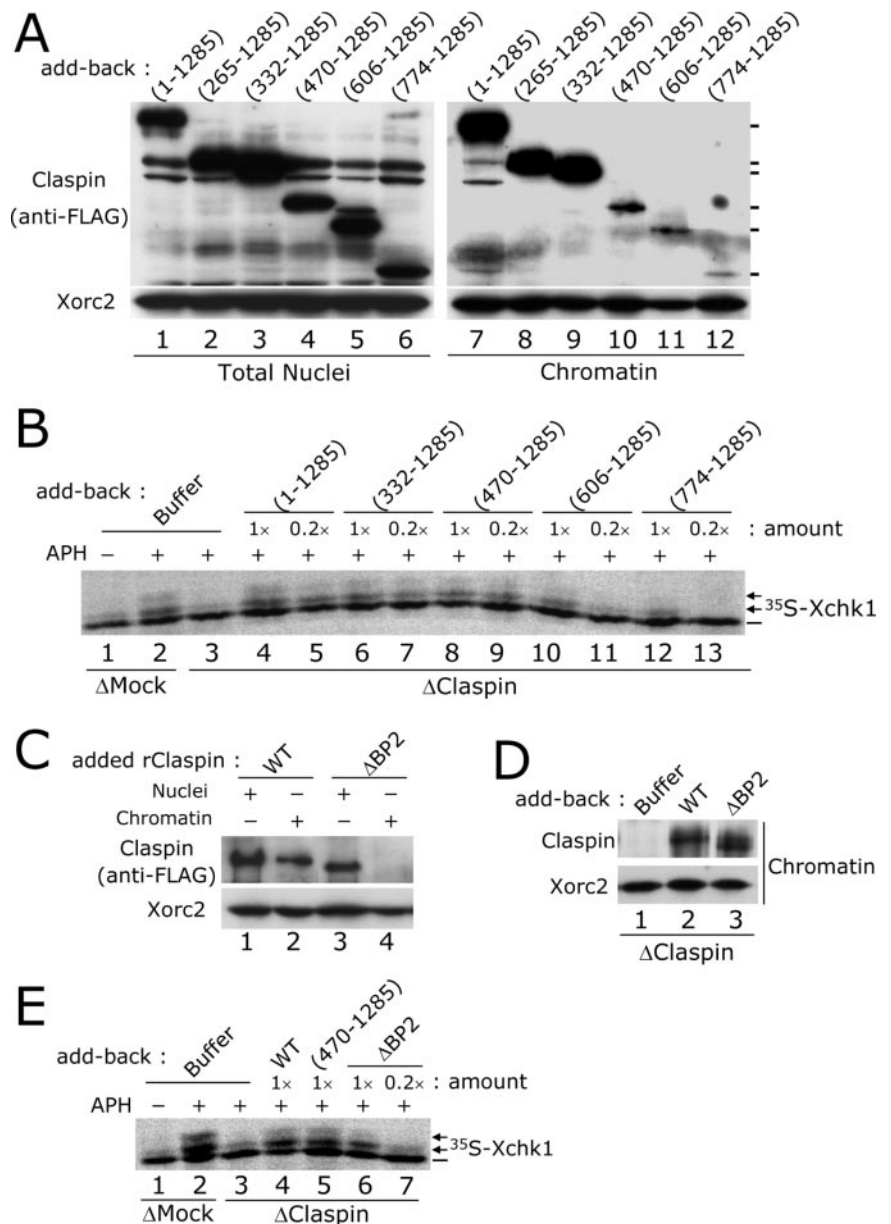 A
add-back : (1-1285) (265-1285) (332-1285) (470-1285) (606-1285) (774-1285) (1-1285) (265-1285) (332-1285) (470-1285) (606-1285) (774-1285)
Claspin
(anti-FLAG)
Xorc2
1 2 3 4 5 6 7 8 9 10 11 12
Total Nuclei Chromatin
B
add-back : Buffer (1-1285) (332-1285) (470-1285) (606-1285) (774-1285)
1× 0.2× 1× 0.2× 1× 0.2× 1× 0.2× 1× 0.2× : amount
APH − + + + + + + + + + + + +
³⁵S-Xchk1
1 2 3 4 5 6 7 8 9 10 11 12 13
ΔMock ΔClaspin
C
added rClaspin : WT ΔBP2
Nuclei + − + −
Chromatin − + − +
Claspin
(anti-FLAG)
Xorc2
1 2 3 4
D
add-back : Buffer WT ΔBP2
Claspin
Xorc2
Chromatin
1 2 3
ΔClaspin
E
add-back : Buffer WT (470-1285) ΔBP2
1× 1× 1× 0.2× : amount
APH − + + + + + +
³⁵S-Xchk1
1 2 3 4 5 6 7
ΔMock ΔClaspin